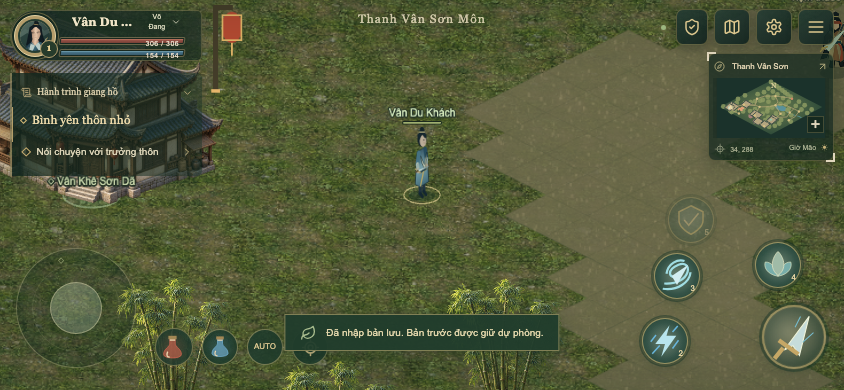 Vân Du ...
Võ
Đang
1
306 / 306
154 / 154
Thanh Vân Sơn Môn
Thanh Vân Sơn
34, 288
Giờ Mão
Hành trình giang hồ
Bình yên thôn nhỏ
Nói chuyện với trưởng thôn
Vân Khê Sơn Dã
Vân Du Khách
5
3
4
2
AUTO
Đã nhập bản lưu. Bản trước được giữ dự phòng.